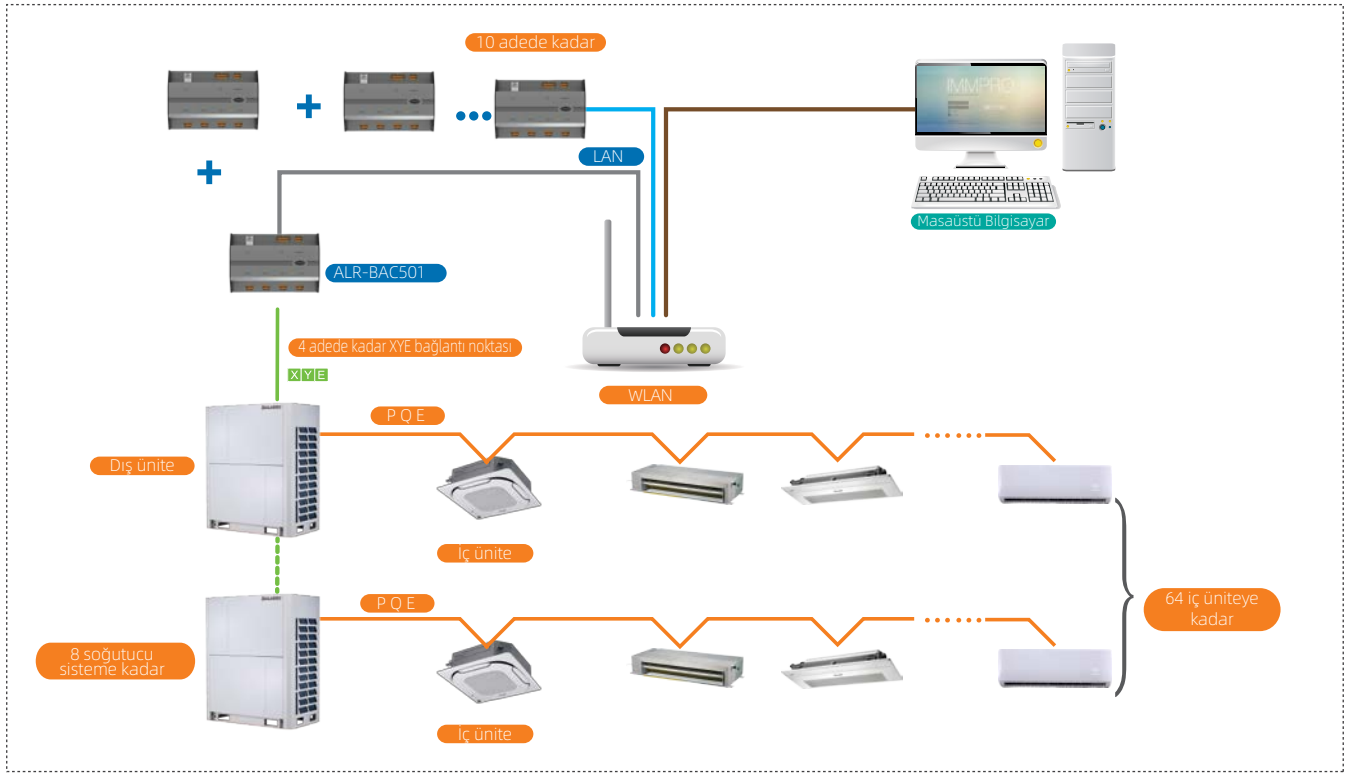 10 adede kadar
IMMPRO
LAN
Masaüstü Bilgisayar
ALR-BAC501
4 adede kadar XYE bağlantı noktası
X Y E
WLAN
P Q E
Dış ünite
İç ünite
P Q E
64 iç üniteye
kadar
8 soğutucu
sisteme kadar
İç ünite